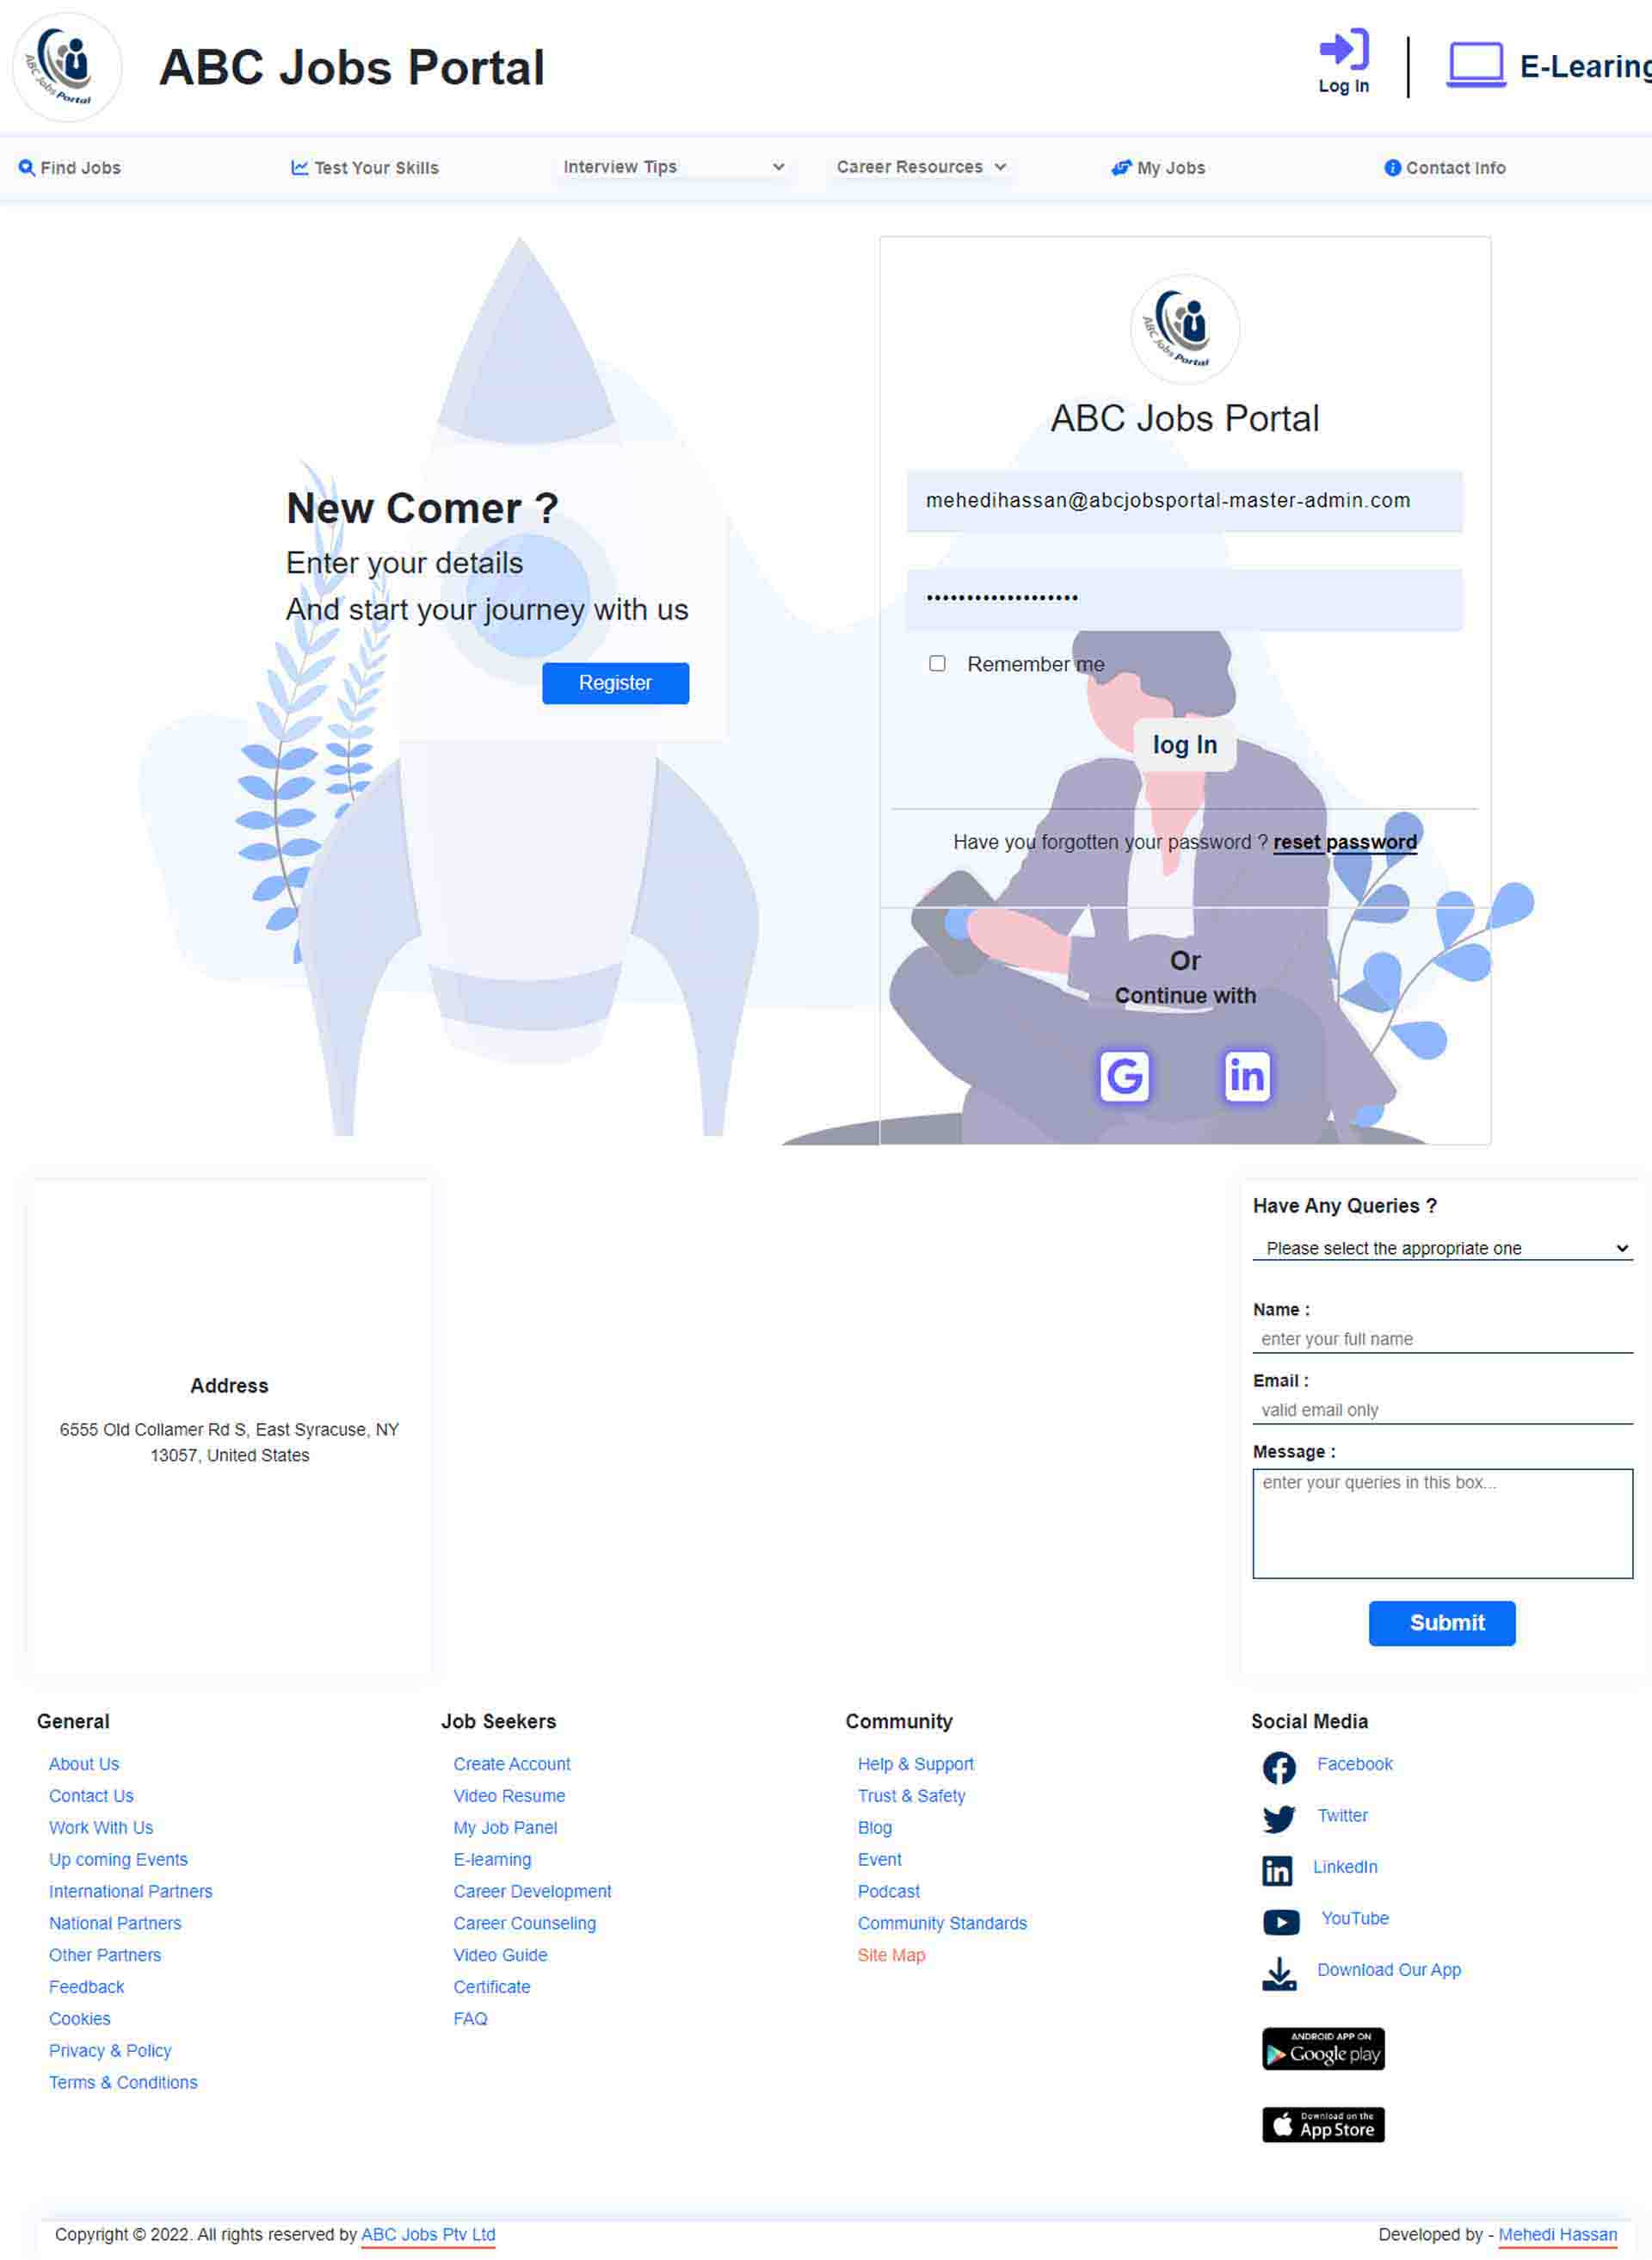 ABC Jobs Portal
ABC Jobs Portal
Log In
E-Learing
Find Jobs
Test Your Skills
Interview Tips
Career Resources
My Jobs
Contact Info
New Comer ?
Enter your details
And start your journey with us
Register
ABC Jobs Portal
ABC Jobs Portal
mehedihassan@abcjobsportal-master-admin.com
•••••••••••••••••••
Remember me
log In
Have you forgotten your password ? reset password
Or
Continue with
G
in
Address
6555 Old Collamer Rd S, East Syracuse, NY
13057, United States
Have Any Queries ?
Please select the appropriate one
Name :
enter your full name
Email :
valid email only
Message :
enter your queries in this box...
Submit
General
About Us
Contact Us
Work With Us
Up coming Events
International Partners
National Partners
Other Partners
Feedback
Cookies
Privacy & Policy
Terms & Conditions
Job Seekers
Create Account
Video Resume
My Job Panel
E-learning
Career Development
Career Counseling
Video Guide
Certificate
FAQ
Community
Help & Support
Trust & Safety
Blog
Event
Podcast
Community Standards
Site Map
Social Media
Facebook
Twitter
in LinkedIn
YouTube
Download Our App
ANDROID APP ON
Google play
Download on the
App Store
Copyright © 2022. All rights reserved by ABC Jobs Ptv Ltd
Developed by - Mehedi Hassan